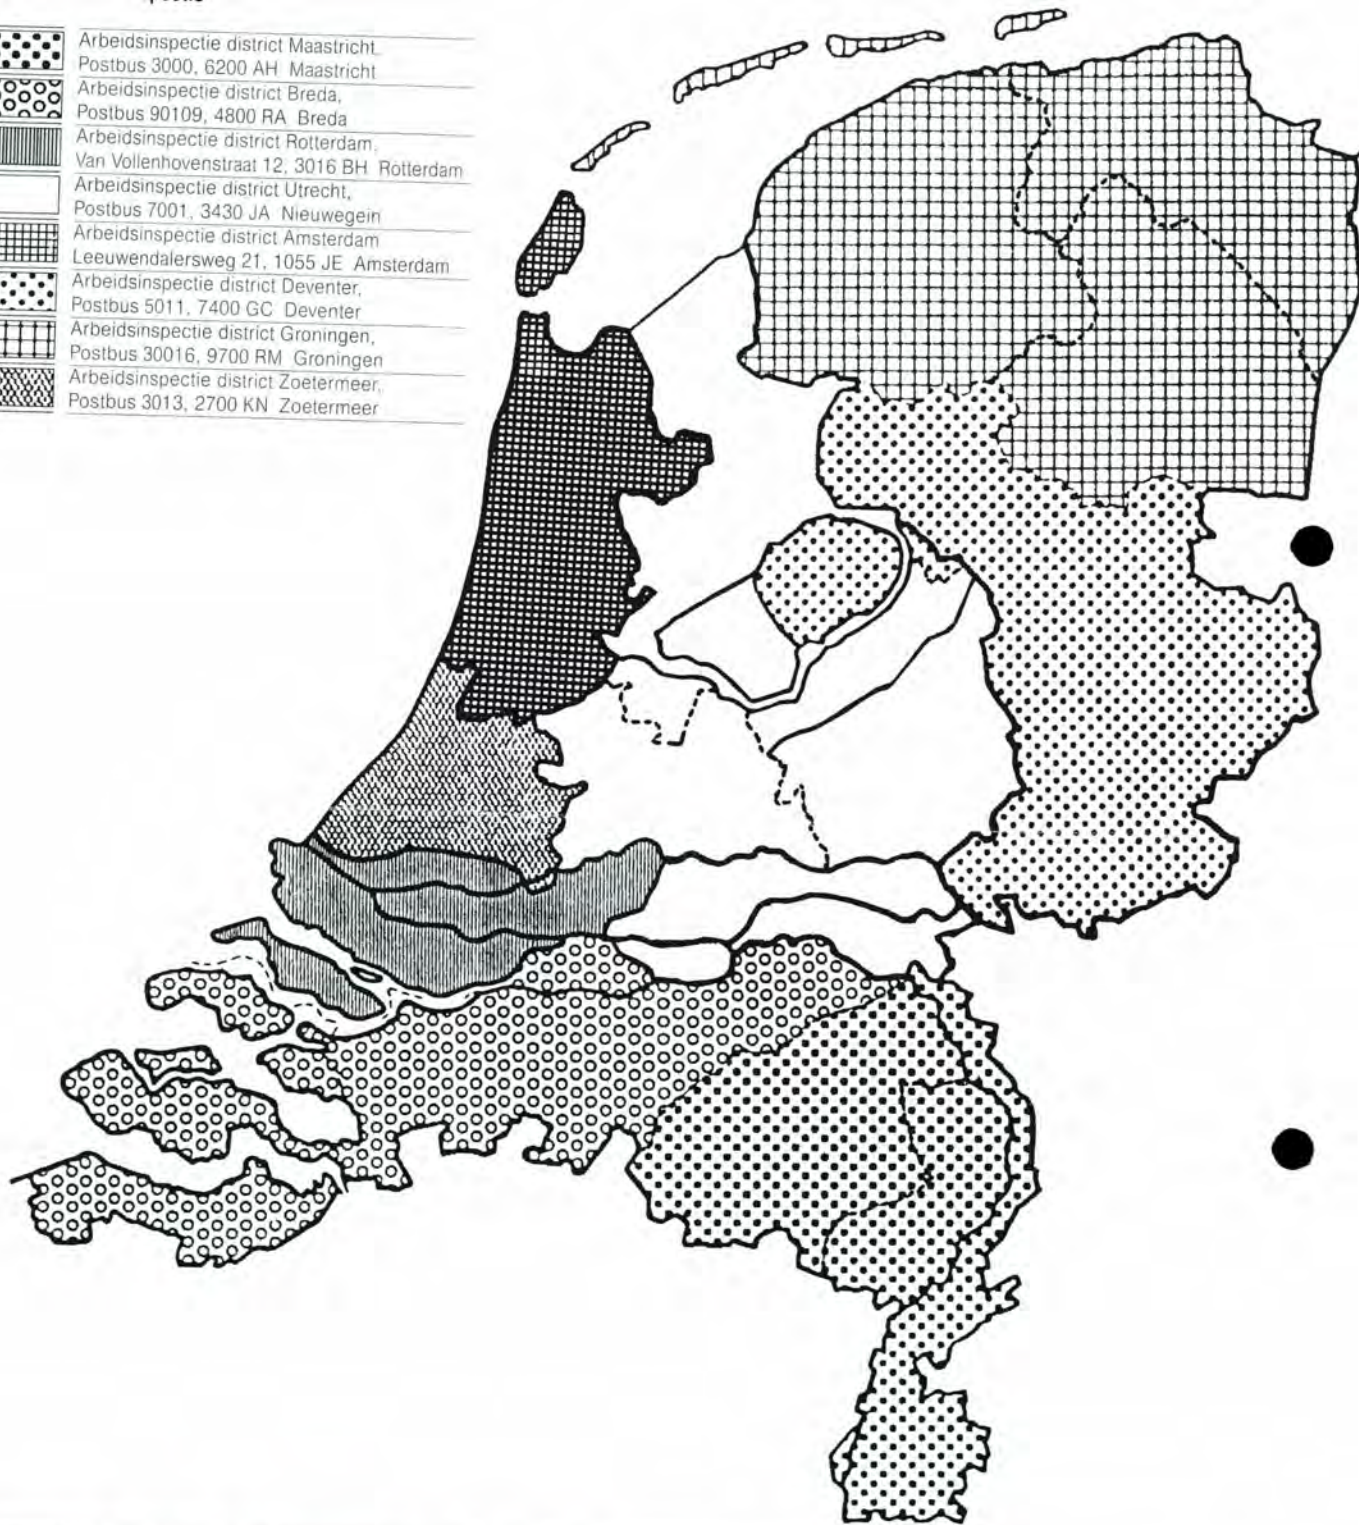 Arbeidsinspectie district Maastricht
Postbus 3000, 6200 AH Maastricht
Arbeidsinspectie district Breda,
Postbus 90109, 4800 RA Breda
Arbeidsinspectie district Rotterdam,
Van Vollenhovenstraat 12, 3016 BH Rotterdam
Arbeidsinspectie district Utrecht,
Postbus 7001, 3430 JA Nieuwegein
Arbeidsinspectie district Amsterdam
Leeuwendalersweg 21, 1055 JE Amsterdam
Arbeidsinspectie district Deventer,
Postbus 5011, 7400 GC Deventer
Arbeidsinspectie district Groningen,
Postbus 30016, 9700 RM Groningen
Arbeidsinspectie district Zoetermeer,
Postbus 3013, 2700 KN Zoetermeer